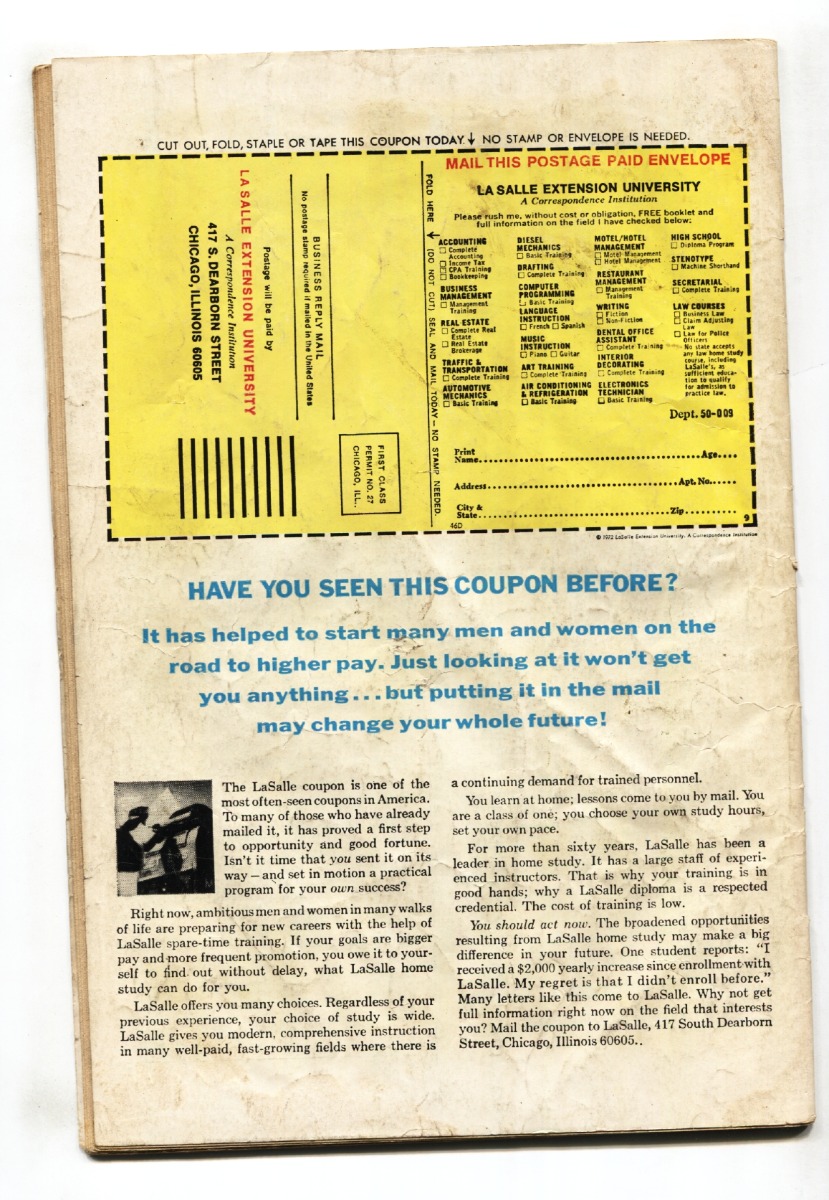 CUT OUT, FOLD, STAPLE OR TAPE THIS COUPON TODAY ↓ NO STAMP OR ENVELOPE IS NEEDED.
Postage will be paid by
LA SALLE EXTENSION UNIVERSITY
A Correspondence Institution
417 S. DEARBORN STREET
CHICAGO, ILLINOIS 60605
BUSINESS REPLY MAIL
No postage stamp required if mailed in the United States
FIRST CLASS
PERMIT NO. 27
CHICAGO, ILL.
FOLD HERE ↓ (DO NOT CUT) SEAL AND MAIL TODAY — NO STAMP NEEDED.
MAIL THIS POSTAGE PAID ENVELOPE
LA SALLE EXTENSION UNIVERSITY
A Correspondence Institution
Please rush me, without cost or obligation, FREE booklet and
full information on the field I have checked below:
ACCOUNTING
☐ Complete
Accounting
☐ Income Tax
☐ CPA Training
☐ Bookkeeping
BUSINESS
MANAGEMENT
☐ Management
Training
REAL ESTATE
☐ Complete Real
Estate
☐ Real Estate
Brokerage
TRAFFIC &
TRANSPORTATION
☐ Complete Training
AUTOMOTIVE
MECHANICS
☐ Basic Training
DIESEL
MECHANICS
☐ Basic Training
DRAFTING
☐ Complete Training
COMPUTER
PROGRAMMING
☐ Basic Training
LANGUAGE
INSTRUCTION
☐ French ☐ Spanish
MUSIC
INSTRUCTION
☐ Piano ☐ Guitar
ART TRAINING
☐ Complete Training
AIR CONDITIONING
& REFRIGERATION
☐ Basic Training
MOTEL/HOTEL
MANAGEMENT
☐ Motel Management
☐ Hotel Management
RESTAURANT
MANAGEMENT
☐ Management
Training
WRITING
☐ Fiction
☐ Non-Fiction
DENTAL OFFICE
ASSISTANT
☐ Complete Training
INTERIOR
DECORATING
☐ Complete Training
ELECTRONICS
TECHNICIAN
☐ Basic Training
HIGH SCHOOL
☐ Diploma Program
STENOTYPE
☐ Machine Shorthand
SECRETARIAL
☐ Complete Training
LAW COURSES
☐ Business Law
☐ Claim Adjusting
Law
☐ Law for Police
Officers
No state accepts
any law home study
course, including
LaSalle's, as
sufficient educa-
tion to qualify
for admission to
practice law.
Dept. 50-009
Print
Name Age
Address Apt. No.
City &
State Zip
46D
9
© 1972 LaSalle Extension University. A Correspondence Institution
HAVE YOU SEEN THIS COUPON BEFORE?
It has helped to start many men and women on the
road to higher pay. Just looking at it won't get
you anything...but putting it in the mail
may change your whole future!
The LaSalle coupon is one of the
most often-seen coupons in America.
To many of those who have already
mailed it, it has proved a first step
to opportunity and good fortune.
Isn't it time that you sent it on its
way — and set in motion a practical
program for your own success?
Right now, ambitious men and women in many walks
of life are preparing for new careers with the help of
LaSalle spare-time training. If your goals are bigger
pay and more frequent promotion, you owe it to your-
self to find out without delay, what LaSalle home
study can do for you.
LaSalle offers you many choices. Regardless of your
previous experience, your choice of study is wide.
LaSalle gives you modern, comprehensive instruction
in many well-paid, fast-growing fields where there is
a continuing demand for trained personnel.
You learn at home; lessons come to you by mail. You
are a class of one; you choose your own study hours,
set your own pace.
For more than sixty years, LaSalle has been a
leader in home study. It has a large staff of experi-
enced instructors. That is why your training is in
good hands; why a LaSalle diploma is a respected
credential. The cost of training is low.
You should act now. The broadened opportunities
resulting from LaSalle home study may make a big
difference in your future. One student reports: "I
received a $2,000 yearly increase since enrollment with
LaSalle. My regret is that I didn't enroll before."
Many letters like this come to LaSalle. Why not get
full information right now on the field that interests
you? Mail the coupon to LaSalle, 417 South Dearborn
Street, Chicago, Illinois 60605..